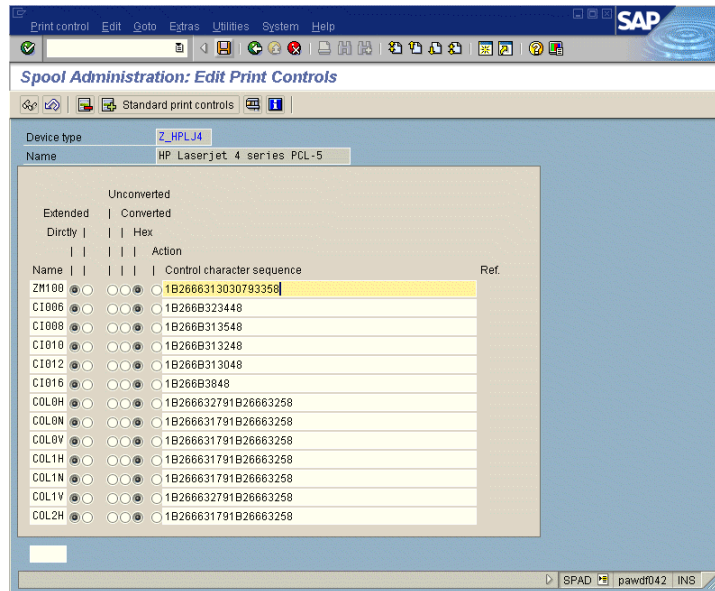 Print control Edit Goto Extras Utilities System Help
SAP
Spool Administration: Edit Print Controls
Standard print controls
Device type Z_HPLJ4
Name HP Laserjet 4 series PCL-5
Unconverted
Extended | Converted
Dirctly | | | Hex
| | | | | Action
Name | | | | | | Control character sequence Ref.
ZM100 1B2666313030793358
CI006 1B266B323448
CI008 1B266B313548
CI010 1B266B313248
CI012 1B266B313048
CI016 1B266B3848
COL0H 1B266632791B26663258
COL0N 1B266631791B26663258
COL0V 1B266631791B26663258
COL1H 1B266631791B26663258
COL1N 1B266631791B26663258
COL1V 1B266632791B26663258
COL2H 1B266631791B26663258
SPAD pawdf042 INS